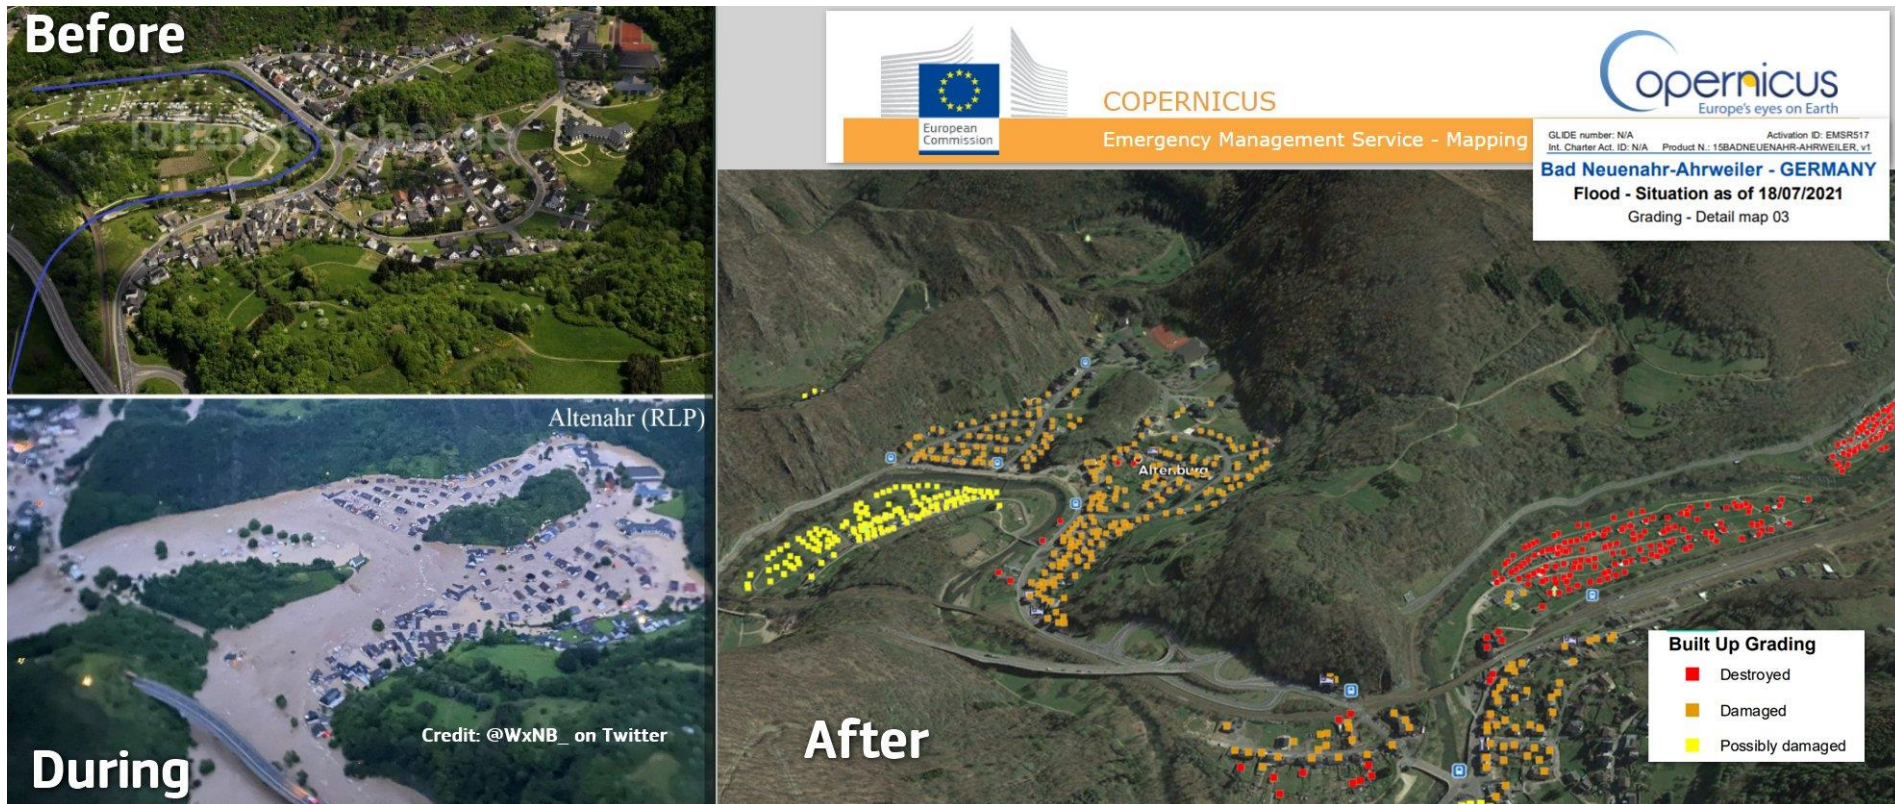 Before
luftbildsuche.de
Altenahr (RLP)
Credit: @WxNB_ on Twitter
During
European
Commission
COPERNICUS
Emergency Management Service - Mapping
opernicus
Europe's eyes on Earth
GLIDE number: N/A
Activation ID: EMSR517
Int. Charter Act. ID: N/A
Product N.: 15BADNEUENAHR-AHRWEILER, v1
Bad Neuenahr-Ahrweiler - GERMANY
Flood - Situation as of 18/07/2021
Grading - Detail map 03
Altenburg
After
Built Up Grading
Destroyed
Damaged
Possibly damaged